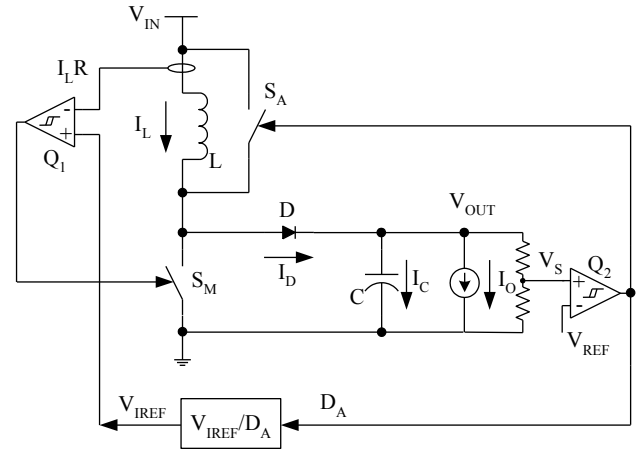 V_IN
I_L R
S_A
-
+
Q_1
I_L
L
D
V_OUT
I_D
S_M
C
I_C
I_O
V_S
Q_2
+
-
V_REF
V_IREF
V_IREF/D_A
D_A